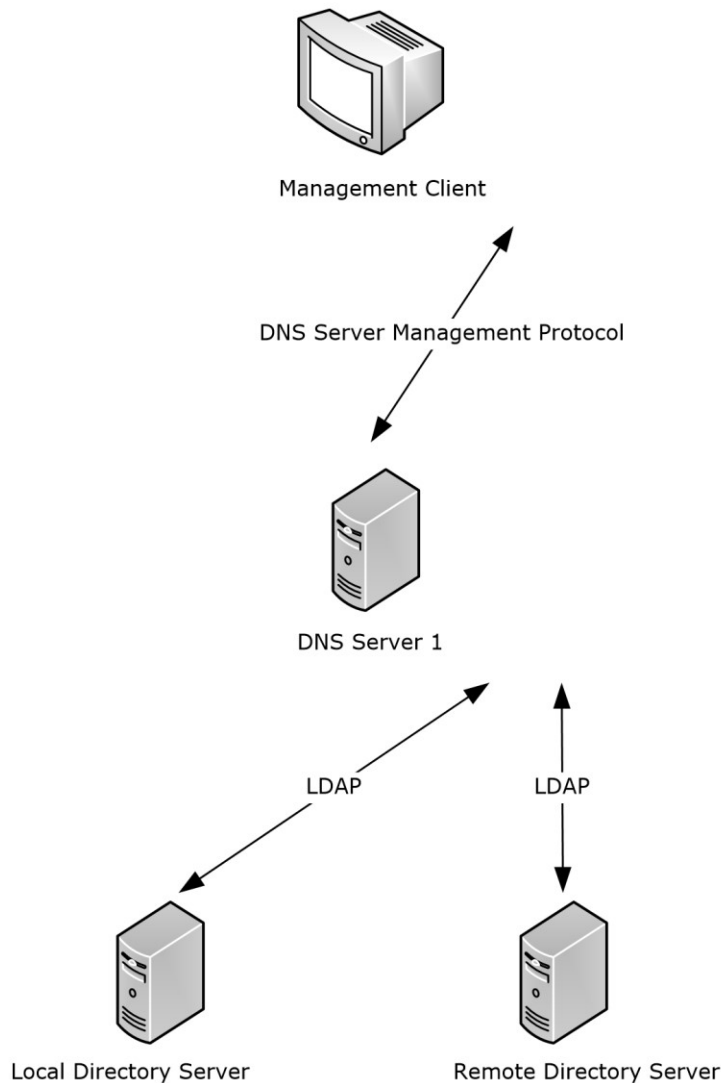 Management Client
DNS Server Management Protocol
DNS Server 1
LDAP
LDAP
Local Directory Server
Remote Directory Server